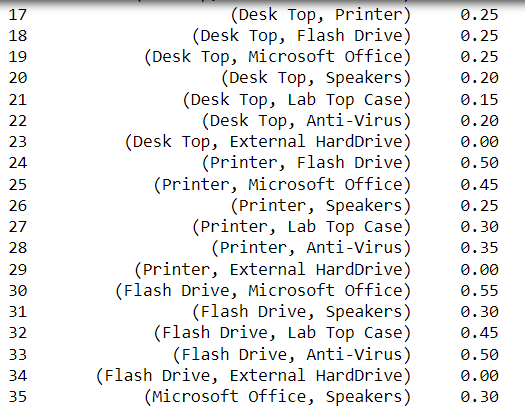 17 (Desk Top, Printer) 0.25
18 (Desk Top, Flash Drive) 0.25
19 (Desk Top, Microsoft Office) 0.25
20 (Desk Top, Speakers) 0.20
21 (Desk Top, Lab Top Case) 0.15
22 (Desk Top, Anti-Virus) 0.20
23 (Desk Top, External HardDrive) 0.00
24 (Printer, Flash Drive) 0.50
25 (Printer, Microsoft Office) 0.45
26 (Printer, Speakers) 0.25
27 (Printer, Lab Top Case) 0.30
28 (Printer, Anti-Virus) 0.35
29 (Printer, External HardDrive) 0.00
30 (Flash Drive, Microsoft Office) 0.55
31 (Flash Drive, Speakers) 0.30
32 (Flash Drive, Lab Top Case) 0.45
33 (Flash Drive, Anti-Virus) 0.50
34 (Flash Drive, External HardDrive) 0.00
35 (Microsoft Office, Speakers) 0.30